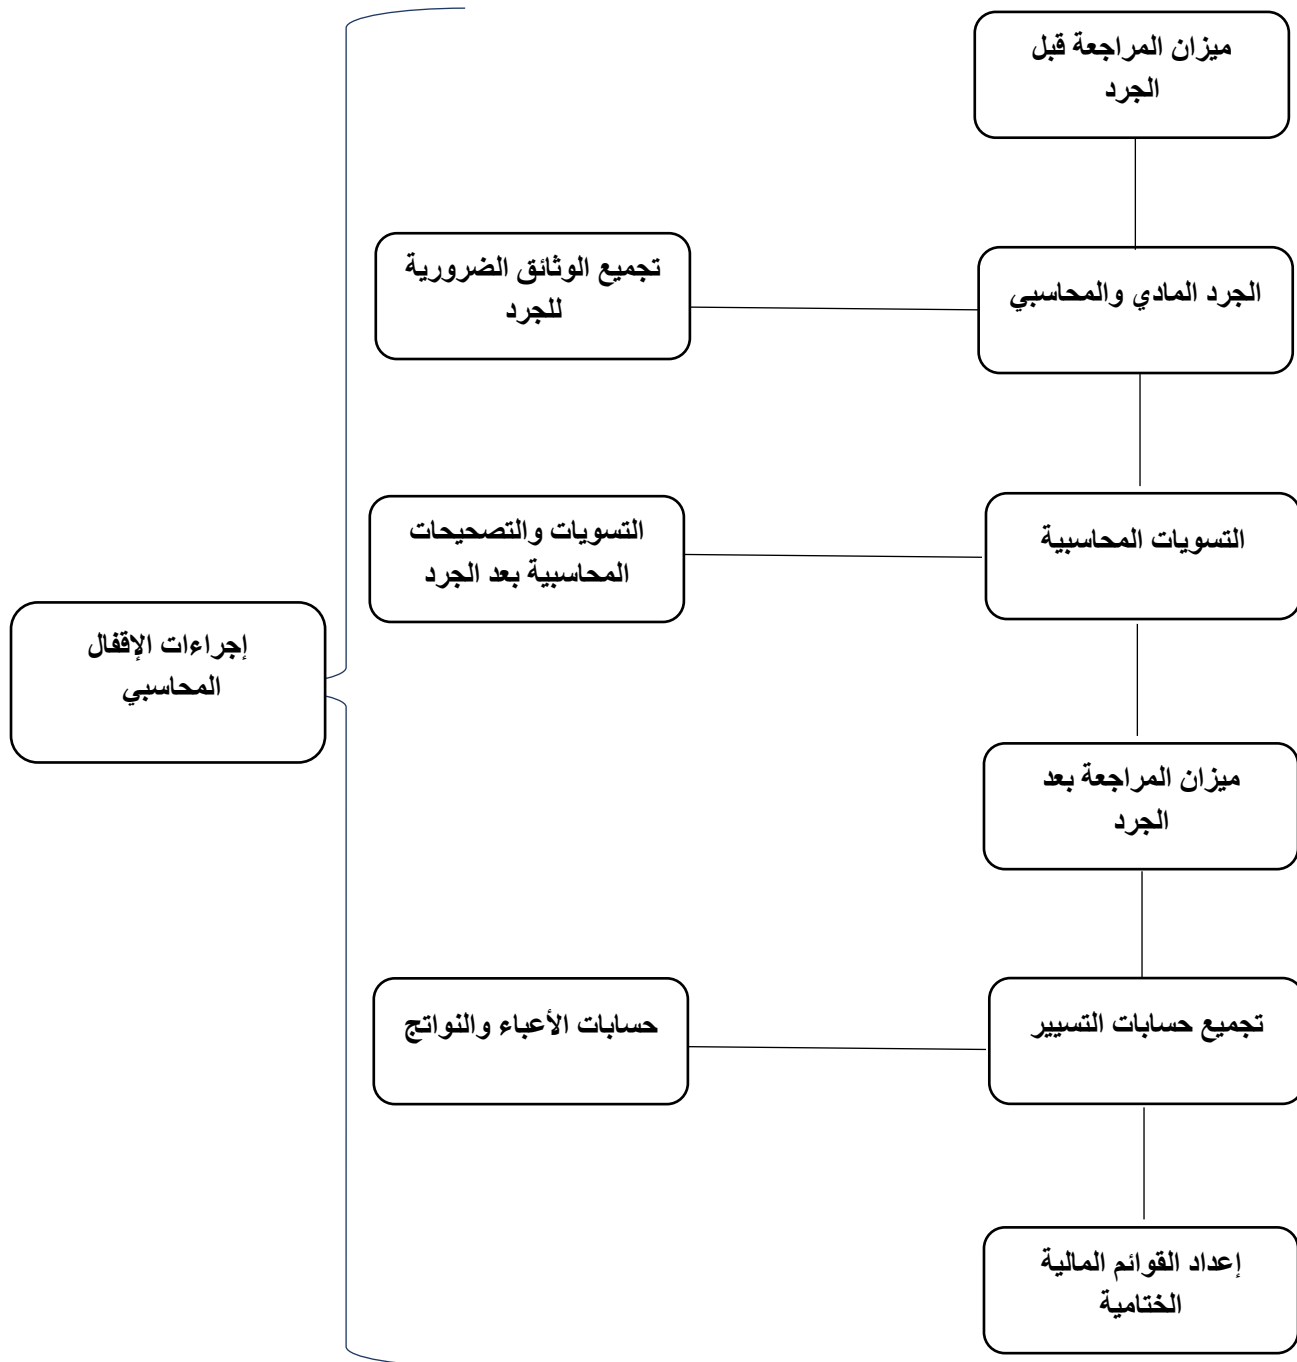 ميزان المراجعة قبل
الجرد
الجرد المادي والمحاسبي
تجميع الوثائق الضرورية
للجرد
التسويات المحاسبية
التسويات والتصحيحات
المحاسبية بعد الجرد
إجراءات الإقفال
المحاسبي
ميزان المراجعة بعد
الجرد
تجميع حسابات التسيير
حسابات الأعباء والنواتج
إعداد القوائم المالية
الختامية